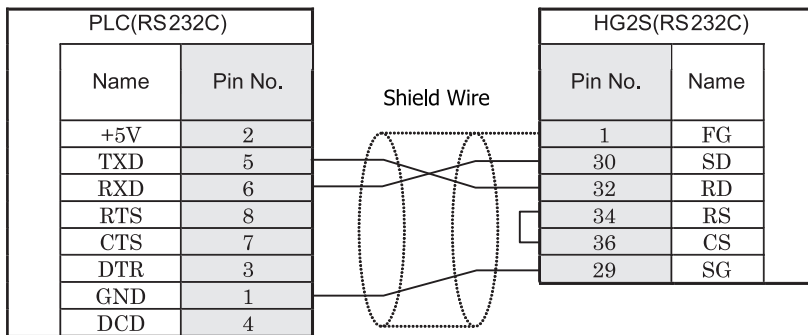 PLC(RS232C)
Name Pin No.
+5V 2
TXD 5
RXD 6
RTS 8
CTS 7
DTR 3
GND 1
DCD 4
Shield Wire
HG2S(RS232C)
Pin No. Name
1 FG
30 SD
32 RD
34 RS
36 CS
29 SG